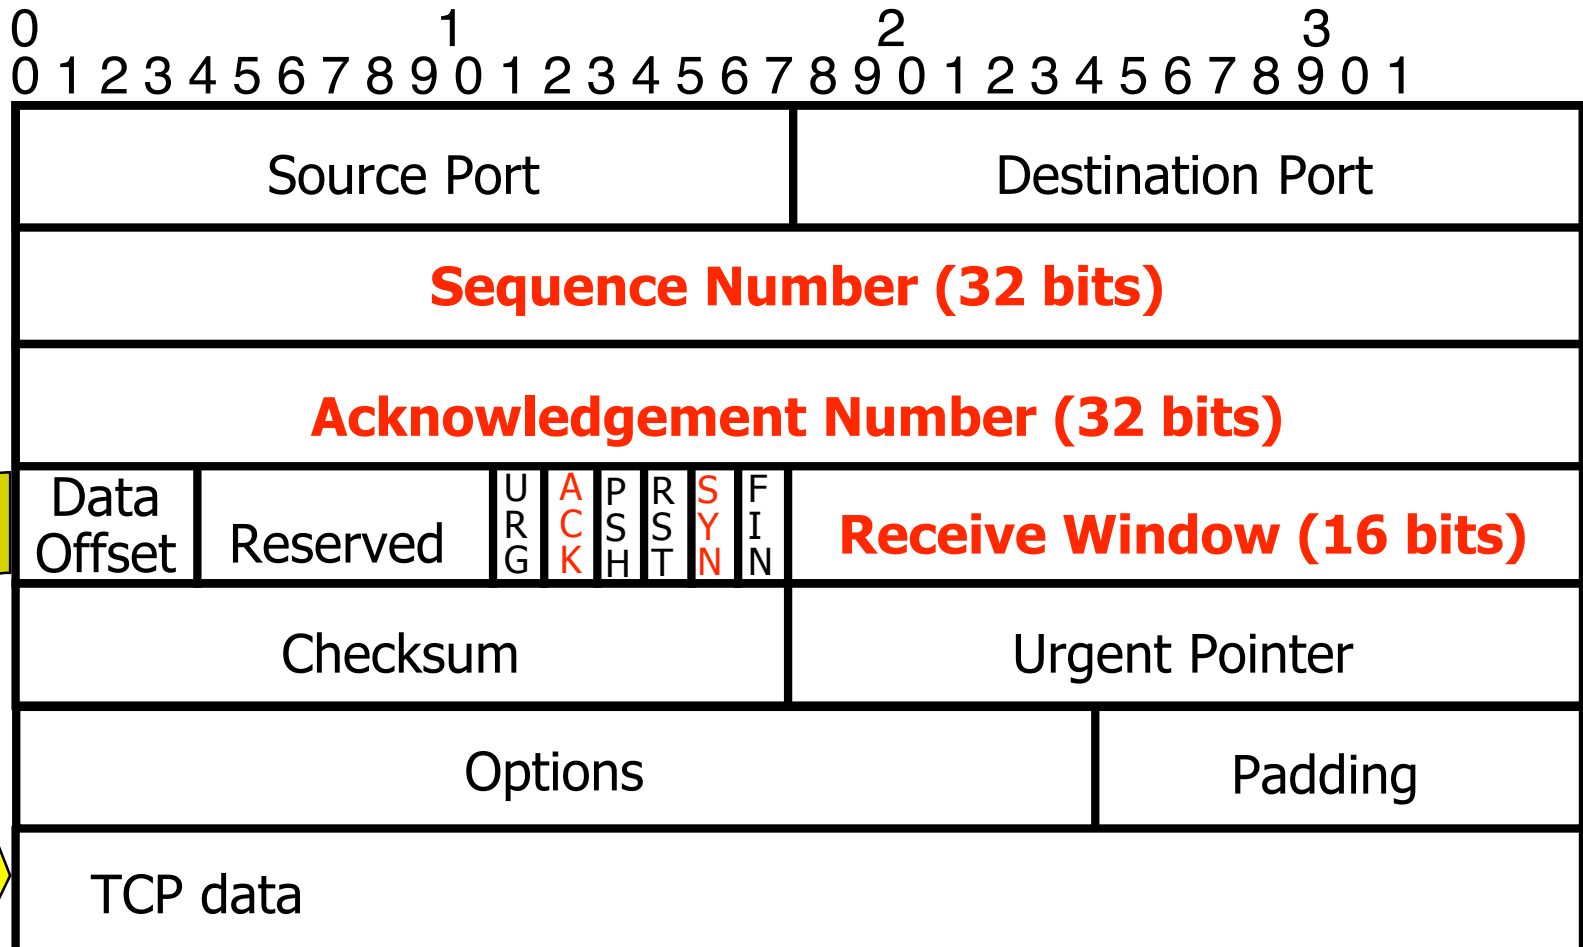 0 1 2 3
0 1 2 3 4 5 6 7 8 9 0 1 2 3 4 5 6 7 8 9 0 1 2 3 4 5 6 7 8 9 0 1
Source Port Destination Port
Sequence Number (32 bits)
Acknowledgement Number (32 bits)
Data Offset Reserved URG ACK PSH RST SYN FIN Receive Window (16 bits)
Checksum Urgent Pointer
Options Padding
TCP data